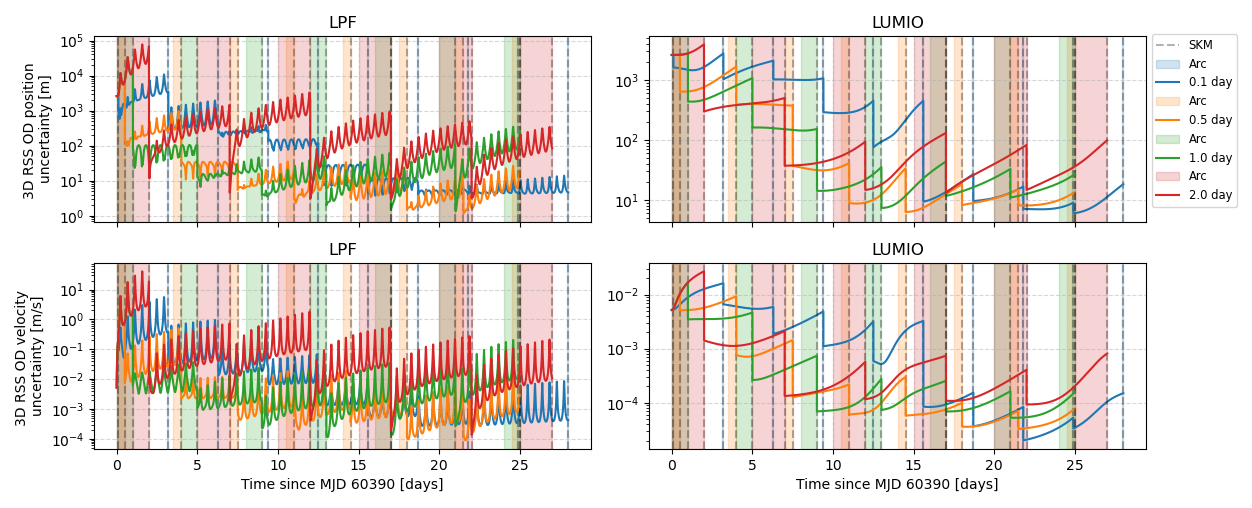 LPF
LUMIO
3D RSS OD position
uncertainty [m]
10^5
10^4
10^3
10^2
10^1
10^0
10^3
10^2
10^1
SKM
Arc
0.1 day
Arc
0.5 day
Arc
1.0 day
Arc
2.0 day
LPF
LUMIO
3D RSS OD velocity
uncertainty [m/s]
10^1
10^0
10^−1
10^−2
10^−3
10^−4
10^−2
10^−3
10^−4
0 5 10 15 20 25
0 5 10 15 20 25
Time since MJD 60390 [days]
Time since MJD 60390 [days]